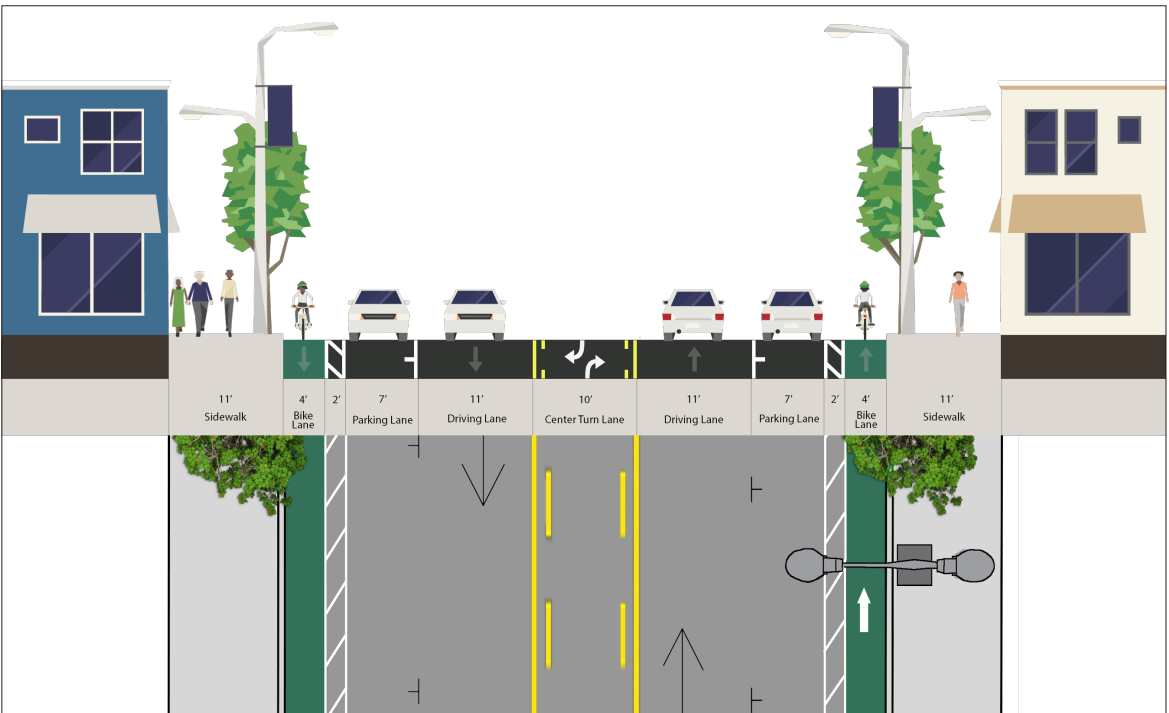 11’ 4’ 2’ 7’ 11’ 10’ 11’ 7’ 2’ 4’ 11’
Sidewalk Bike Lane Parking Lane Driving Lane Center Turn Lane Driving Lane Parking Lane Bike Lane Sidewalk